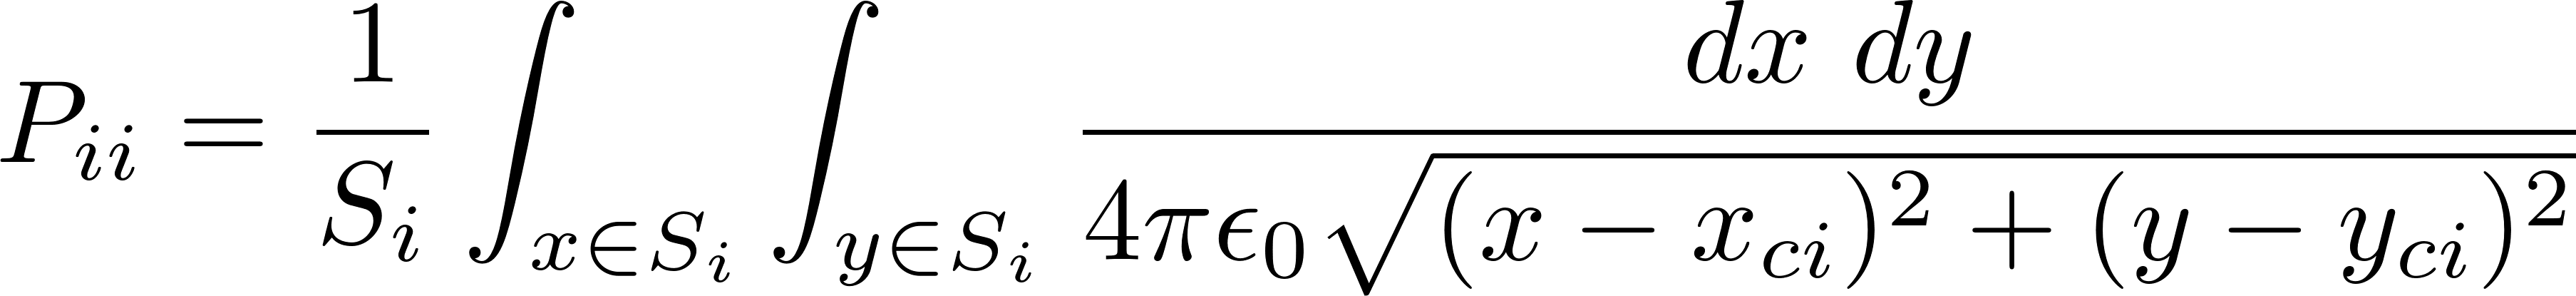 P_{ii} = \frac{1}{S_i} \int_{x \in S_i} \int_{y \in S_i} \frac{dx \ dy}{4\pi\epsilon_0 \sqrt{(x - x_{ci})^2 + (y - y_{ci})^2}}